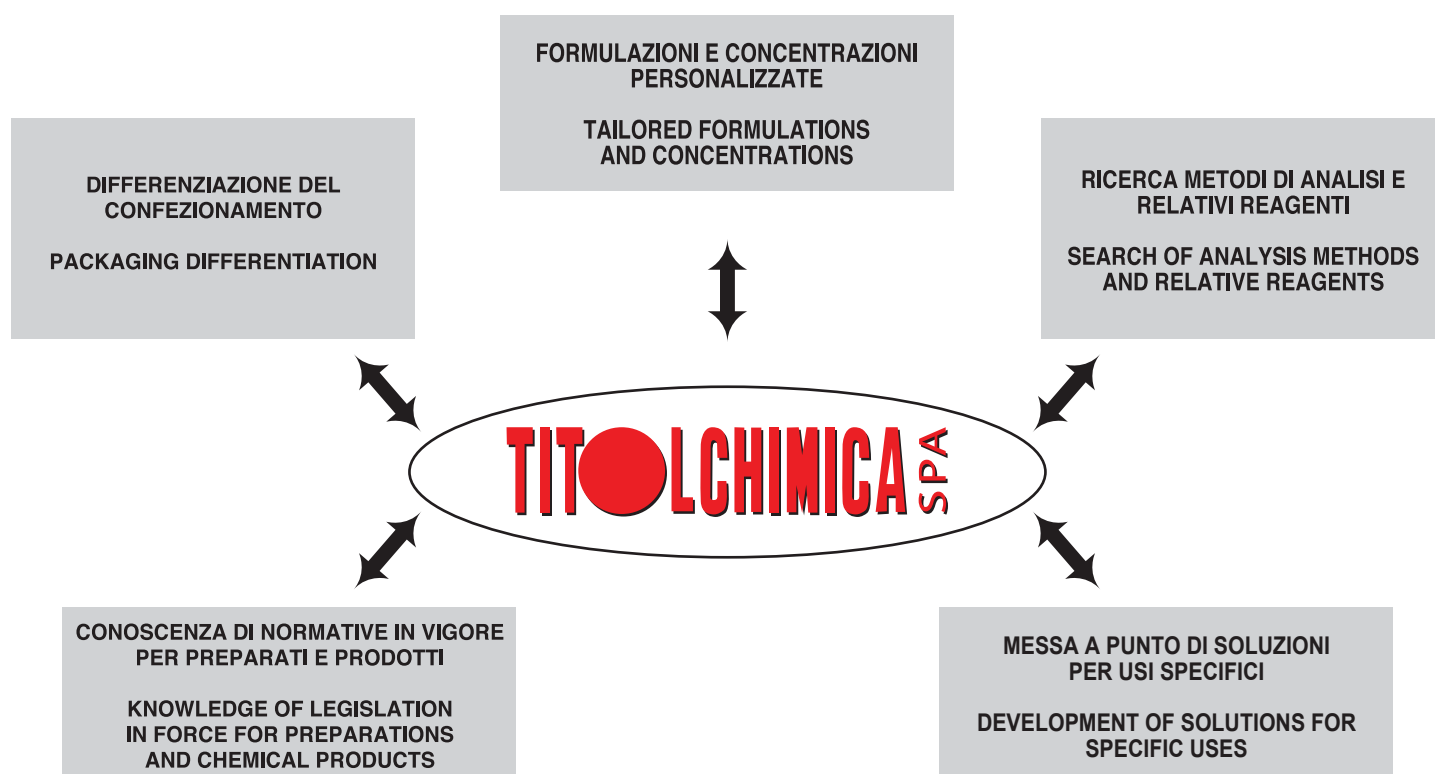 FORMULAZIONI E CONCENTRAZIONI
PERSONALIZZATE
TAILORED FORMULATIONS
AND CONCENTRATIONS
DIFFERENZIAZIONE DEL
CONFEZIONAMENTO
PACKAGING DIFFERENTIATION
RICERCA METODI DI ANALISI E
RELATIVI REAGENTI
SEARCH OF ANALYSIS METHODS
AND RELATIVE REAGENTS
TITOLCHIMICA SPA
CONOSCENZA DI NORMATIVE IN VIGORE
PER PREPARATI E PRODOTTI
KNOWLEDGE OF LEGISLATION
IN FORCE FOR PREPARATIONS
AND CHEMICAL PRODUCTS
MESSA A PUNTO DI SOLUZIONI
PER USI SPECIFICI
DEVELOPMENT OF SOLUTIONS FOR
SPECIFIC USES